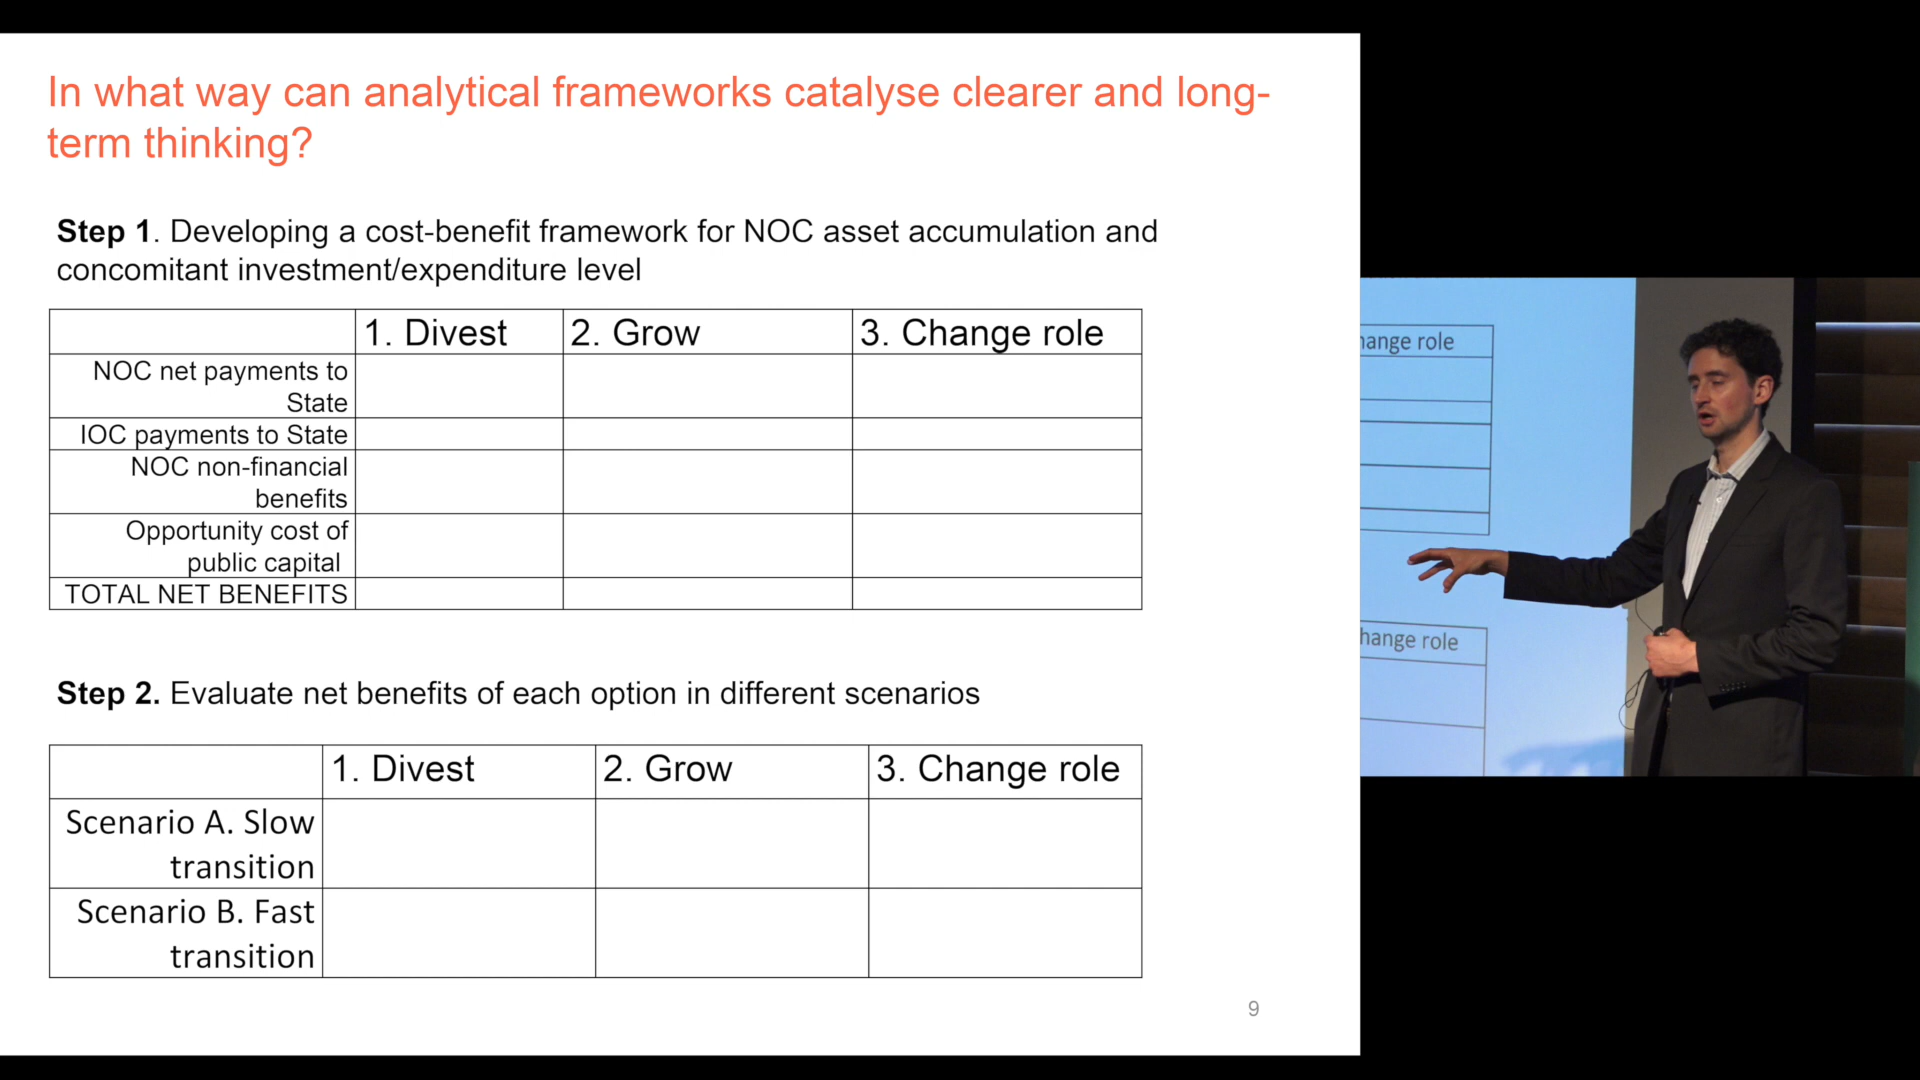 In what way can analytical frameworks catalyse clearer and long-
term thinking?
Step 1. Developing a cost-benefit framework for NOC asset accumulation and
concomitant investment/expenditure level
1. Divest 2. Grow 3. Change role
NOC net payments to
State
IOC payments to State
NOC non-financial
benefits
Opportunity cost of
public capital
TOTAL NET BENEFITS
Step 2. Evaluate net benefits of each option in different scenarios
1. Divest 2. Grow 3. Change role
Scenario A. Slow
transition
Scenario B. Fast
transition
9
hange role
hange role